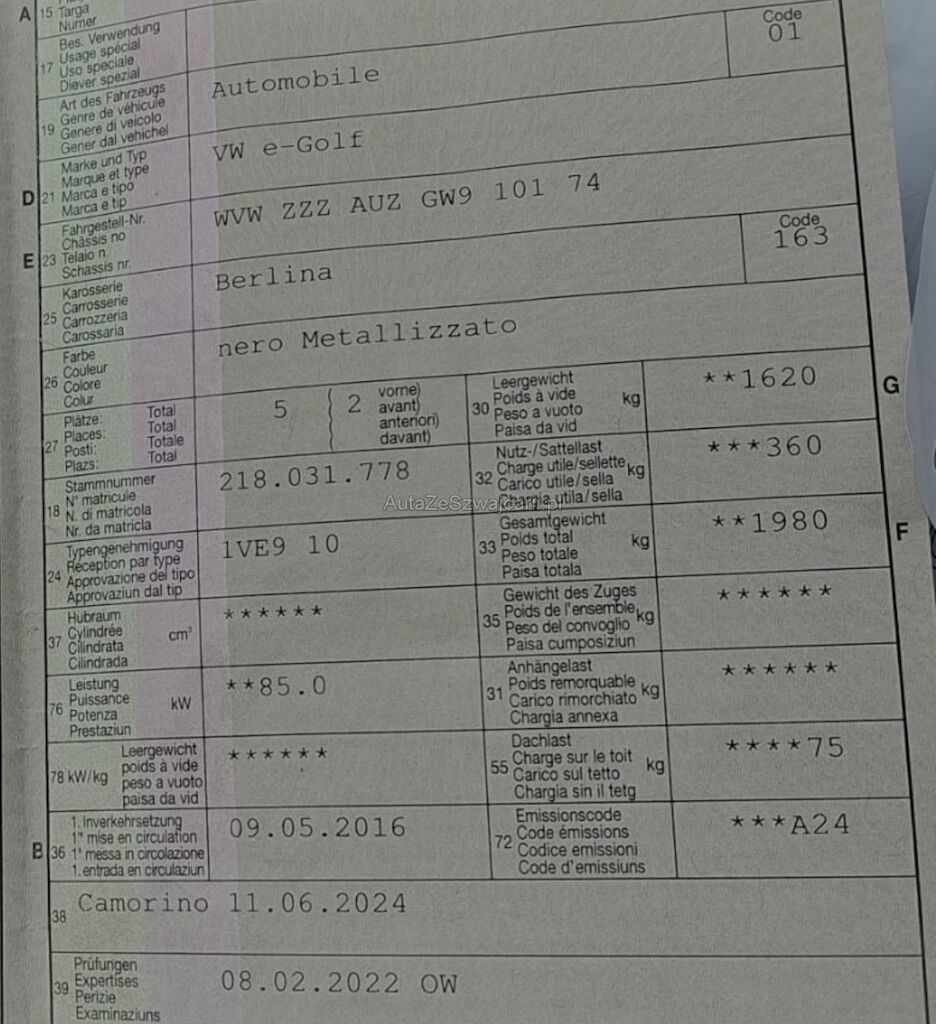 A
15 Targa
Numer
17
Bes. Verwendung
Usage spécial
Uso speciale
Diever spezial
Code
01
19
Art des Fahrzeugs
Genre de véhicule
Genere di veicolo
Gener dal vehichel
Automobile
D
21
Marke und Typ
Marque et type
Marca e tipo
Marca e tip
VW e-Golf
E
23
Fahrgestell-Nr.
Châssis no
Telaio n.
Schassis nr.
WVW ZZZ AUZ GW9 101 74
25
Karosserie
Carrosserie
Carrozzeria
Carossaria
Berlina
Code
163
26
Farbe
Couleur
Colore
Colur
nero Metallizzato
27
Plätze: Total
Places: Total
Posti: Totale
Plazs: Total
5 ( 2
vorne)
avant)
anteriori)
davant)
30
Leergewicht
Poids à vide
Peso a vuoto
Paisa da vid
kg
**1620
G
18
Stammnummer
N° matricule
N. di matricola
Nr. da matricla
218.031.778
32
Nutz-/Sattellast
Charge utile/sellette
Carico utile/sella
Chargia utila/sella
kg
***360
AutaZeSzwajcarii.pl
24
Typengenehmigung
Réception par type
Approvazione del tipo
Approvaziun dal tip
1VE9 10
33
Gesamtgewicht
Poids total
Peso totale
Paisa totala
kg
**1980
F
37
Hubraum
Cylindrée
Cilindrata
Cilindrada
cm³
******
35
Gewicht des Zuges
Poids de l'ensemble
Peso del convoglio
Paisa cumposiziun
kg
******
76
Leistung
Puissance
Potenza
Prestaziun
kW
**85.0
31
Anhängelast
Poids remorquable
Carico rimorchiato
Chargia annexa
kg
******
78 kW/kg
Leergewicht
poids à vide
peso a vuoto
paisa da vid
******
55
Dachlast
Charge sur le toit
Carico sul tetto
Chargia sin il tetg
kg
****75
B
36
1. Inverkehrsetzung
1re mise en circulation
1a messa in circolazione
1. entrada en circulaziun
09.05.2016
72
Emissionscode
Code émissions
Codice emissioni
Code d'emissiuns
***A24
38 Camorino 11.06.2024
39
Prüfungen
Expertises
Perizie
Examinaziuns
08.02.2022 OW